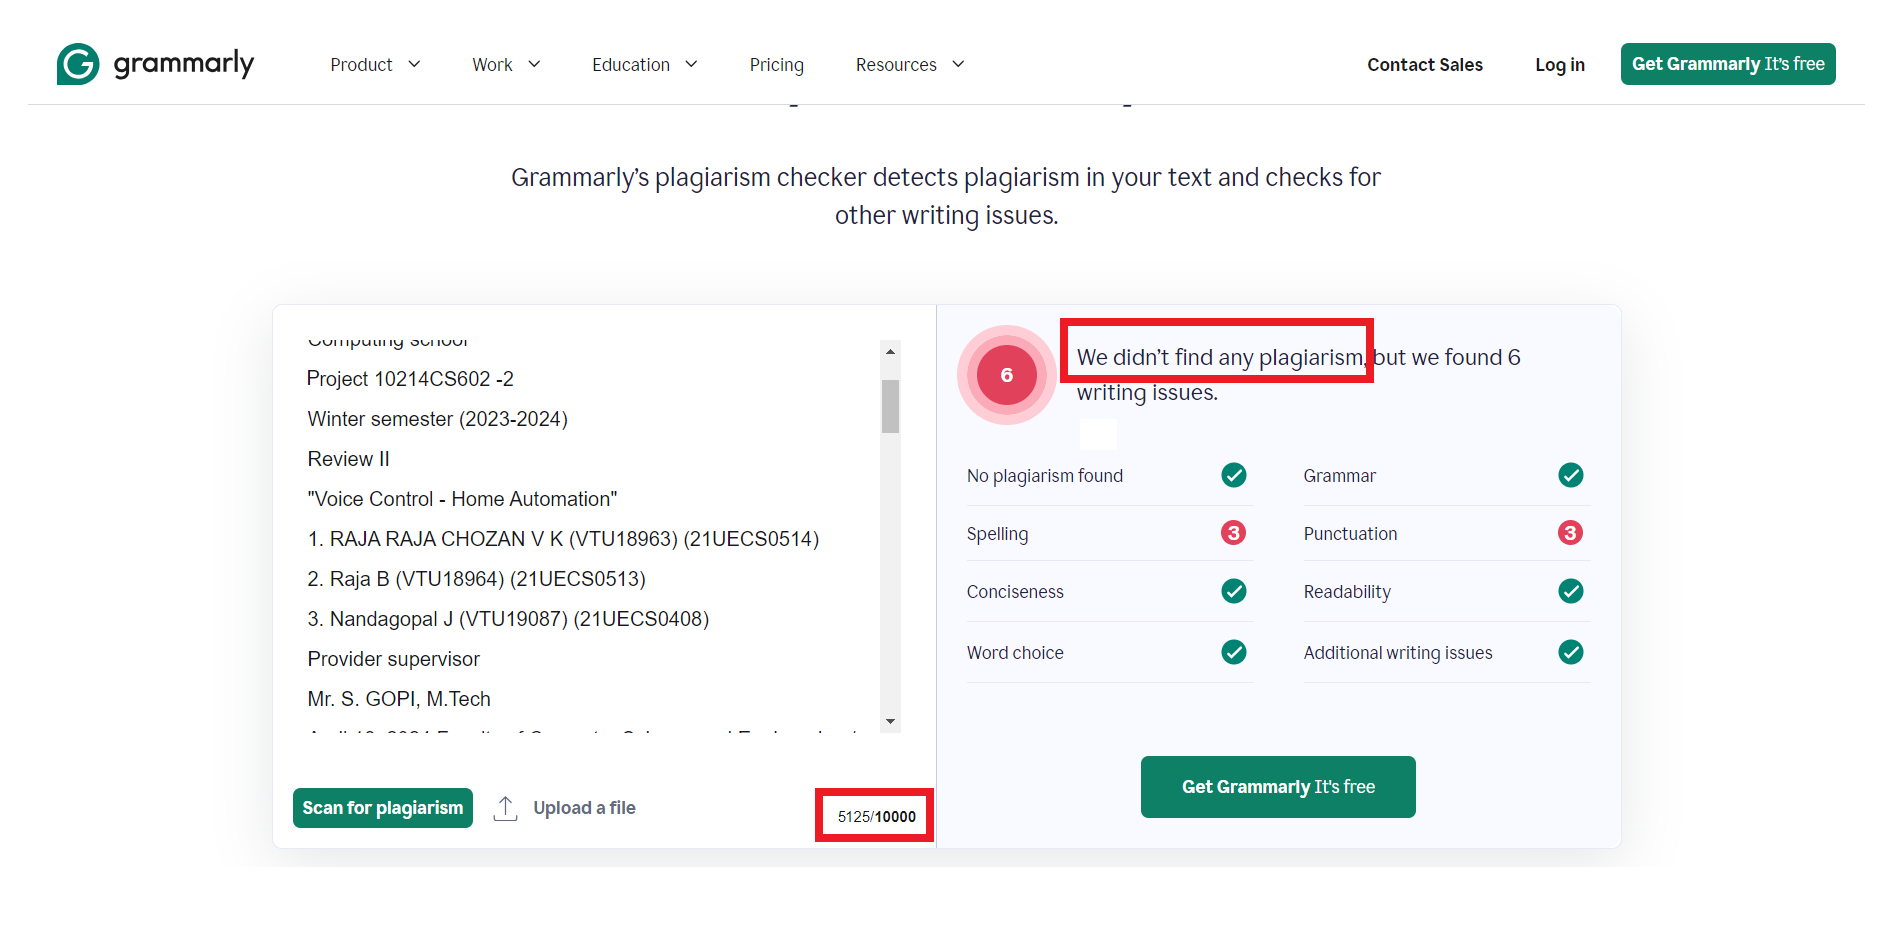 grammarly
Product
Work
Education
Pricing
Resources
Contact Sales
Log in
Get Grammarly It's free
Grammarly's plagiarism checker detects plagiarism in your text and checks for
other writing issues.
Computing school
Project 10214CS602 -2
Winter semester (2023-2024)
Review II
"Voice Control - Home Automation"
1. RAJA RAJA CHOZAN V K (VTU18963) (21UECS0514)
2. Raja B (VTU18964) (21UECS0513)
3. Nandagopal J (VTU19087) (21UECS0408)
Provider supervisor
Mr. S. GOPI, M.Tech
Scan for plagiarism
Upload a file
5125/10000
6
We didn't find any plagiarism, but we found 6
writing issues.
No plagiarism found
Grammar
Spelling 3
Punctuation 3
Conciseness
Readability
Word choice
Additional writing issues
Get Grammarly It's free